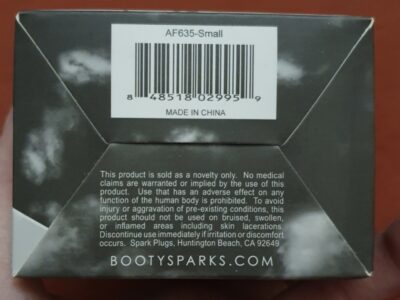 AF635-Small
8 48518 02995 9
MADE IN CHINA
This product is sold as a novelty only. No medical
claims are warranted or implied by the use of this
product. Use that has an adverse effect on any
function of the human body is prohibited. To avoid
injury or aggravation of pre-existing conditions, this
product should not be used on bruised, swollen,
or inflamed areas including skin lacerations.
Discontinue use immediately if irritation or discomfort
occurs. Spark Plugs, Huntington Beach, CA 92649
BOOTYSPARKS.COM